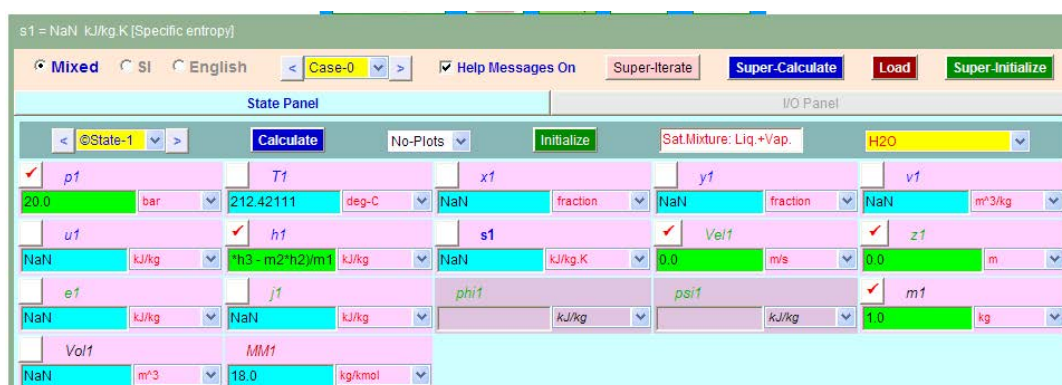 s1 = NaN kJ/kg.K [Specific entropy]
Mixed SI English < Case-0 > Help Messages On Super-Iterate Super-Calculate Load Super-Initialize
State Panel I/O Panel
< ©State-1 > Calculate No-Plots Initialize Sat.Mixture: Liq.+Vap. H2O
p1 T1 x1 y1 v1
20.0 bar 212.42111 deg-C NaN fraction NaN fraction NaN m^3/kg
u1 h1 s1 Vel1 z1
NaN kJ/kg *h3 - m2*h2)/m1 kJ/kg NaN kJ/kg.K 0.0 m/s 0.0 m
e1 j1 phi1 psi1 m1
NaN kJ/kg NaN kJ/kg kJ/kg kJ/kg 1.0 kg
Vol1 MM1
NaN m^3 18.0 kg/kmol